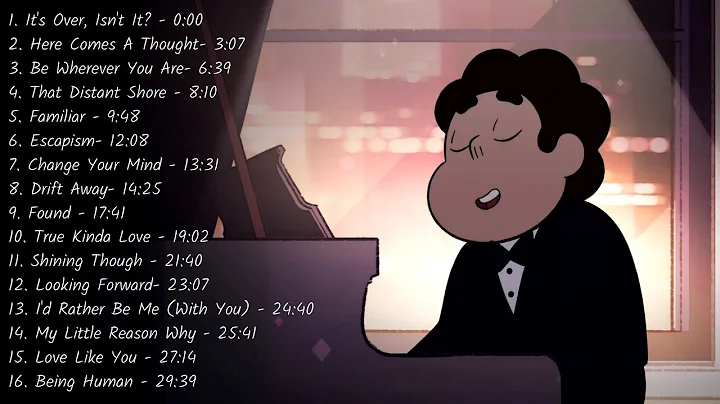 1. It's Over, Isn't It? - 0:00
2. Here Comes A Thought- 3:07
3. Be Wherever You Are- 6:39
4. That Distant Shore - 8:10
5. Familiar - 9:48
6. Escapism- 12:08
7. Change Your Mind - 13:31
8. Drift Away- 14:25
9. Found - 17:41
10. True Kinda Love - 19:02
11. Shining Though - 21:40
12. Looking Forward- 23:07
13. I'd Rather Be Me (With You) - 24:40
14. My Little Reason Why - 25:41
15. Love Like You - 27:14
16. Being Human - 29:39